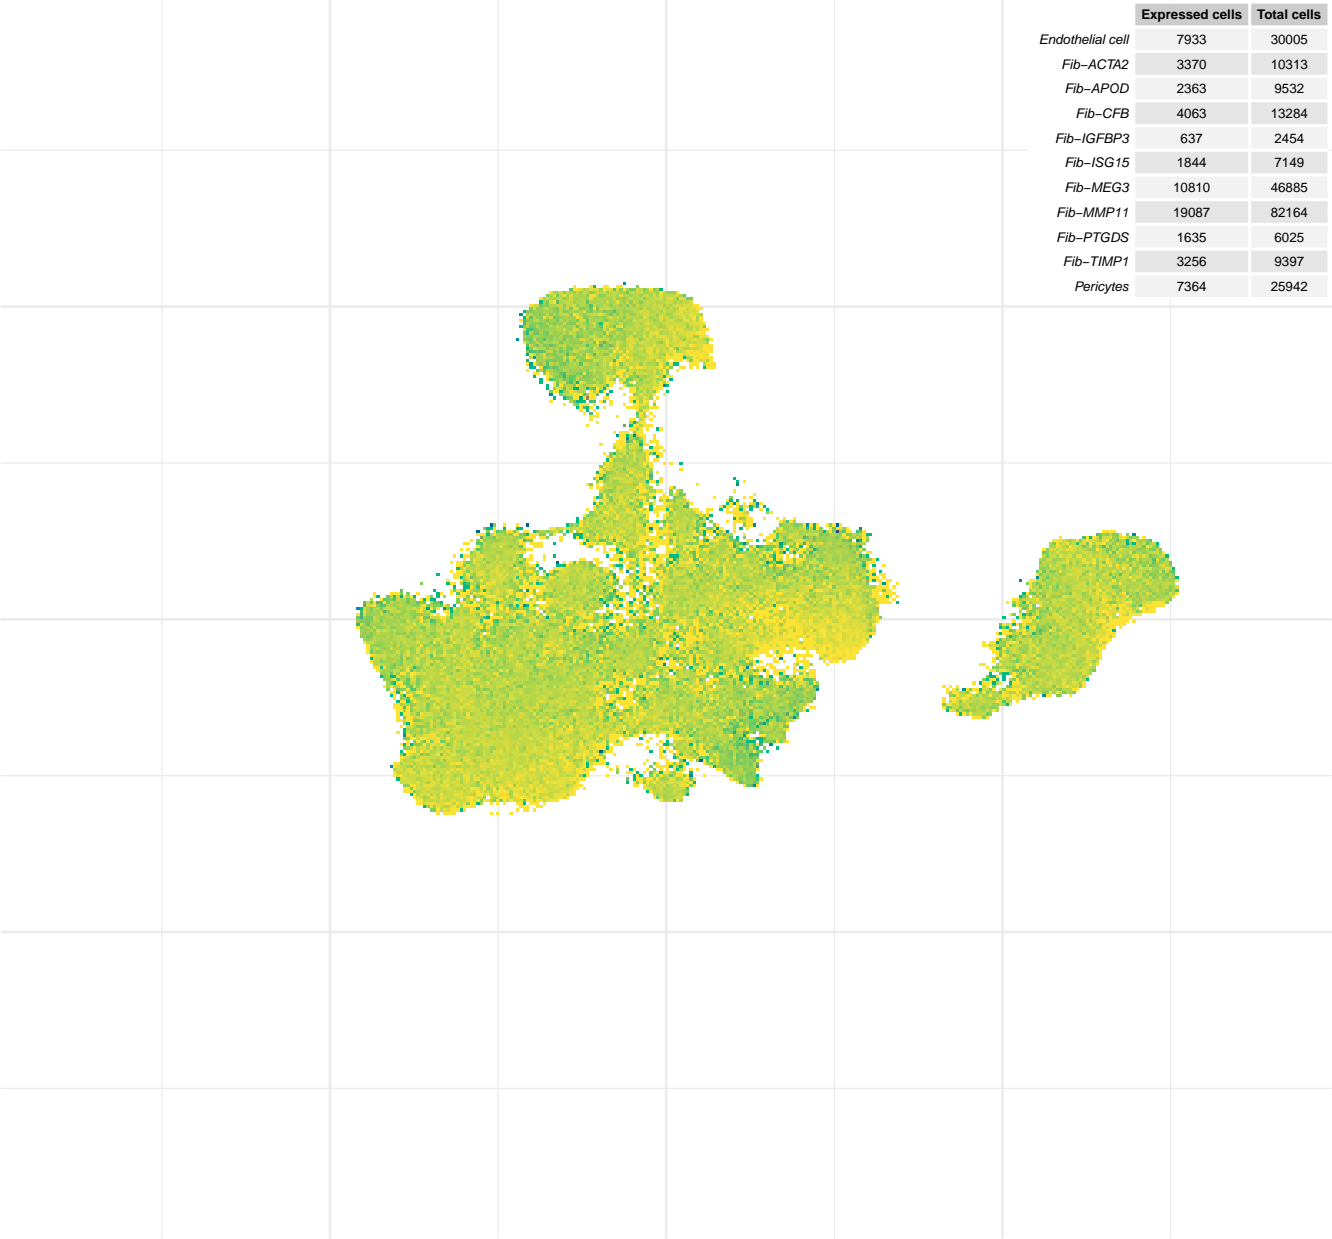 Expressed cells Total cells
Endothelial cell 7933 30005
Fib−ACTA2 3370 10313
Fib−APOD 2363 9532
Fib−CFB 4063 13284
Fib−IGFBP3 637 2454
Fib−ISG15 1844 7149
Fib−MEG3 10810 46885
Fib−MMP11 19087 82164
Fib−PTGDS 1635 6025
Fib−TIMP1 3256 9397
Pericytes 7364 25942